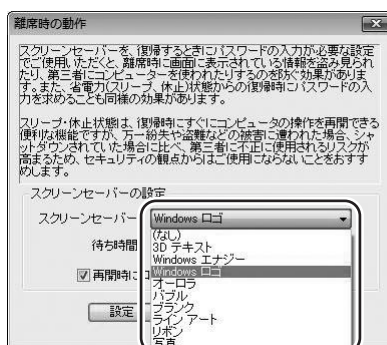 離席時の動作
スクリーンセーバーを、復帰するときにパスワードの入力が必要な設定
でご使用いただくと、離席時に画面に表示されている情報を盗み見られ
たり、第三者にコンピューターを使われたりするのを防ぐ効果がありま
す。また、省電力(スリープ、休止)状態からの復帰時にパスワードの入
力を求めることも同様の効果があります。
スリープ・休止状態は、復帰時にすぐにコンピュータの操作を再開できる
便利な機能ですが、万一紛失や盗難などの被害に遭われた場合、シャ
ットダウンされていた場合に比べ、第三者に不正に使用されるリスクが
高まるため、セキュリティの観点からはご使用にならないことをおすす
めします。
スクリーンセーバーの設定
スクリーンセーバー Windows ロゴ
待ち時間
(なし)
3D テキスト
Windows エナジー
Windows ロゴ
オーロラ
バブル
ブランク
ライン アート
リボン
写真
再開時に
設定